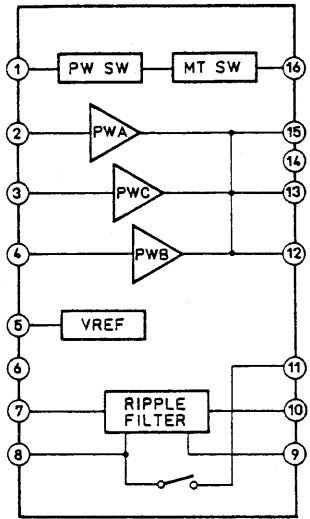 1 PW SW MT SW 16
2 PWA 15
14
3 PWC 13
4 PWB 12
5 VREF
6 11
7 RIPPLE FILTER 10
8 9